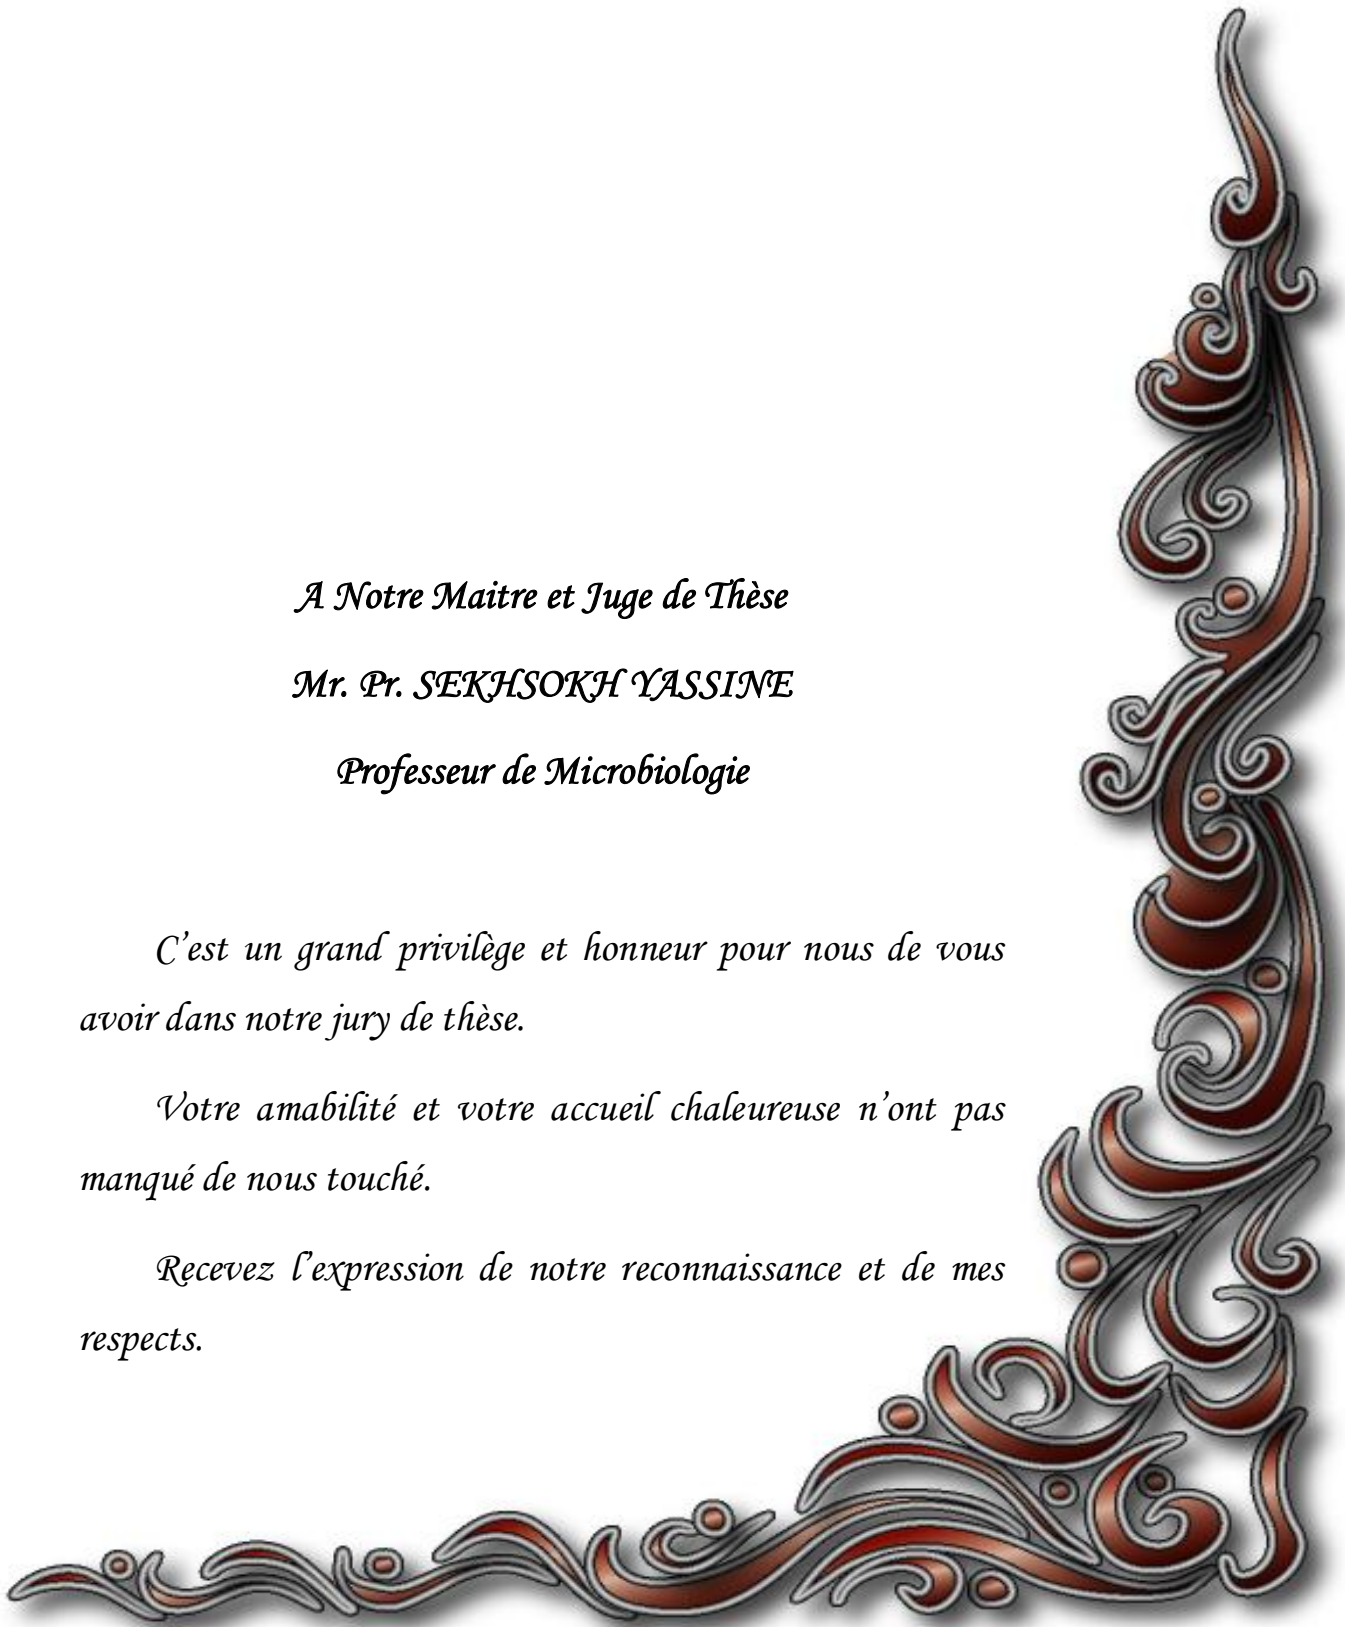 A Notre Maitre et Juge de Thèse
Mr. Pr. SEKHSOKH YASSINE
Professeur de Microbiologie
C’est un grand privilège et honneur pour nous de vous
avoir dans notre jury de thèse.
Votre amabilité et votre accueil chaleureuse n’ont pas
manqué de nous touché.
Recevez l’expression de notre reconnaissance et de mes
respects.